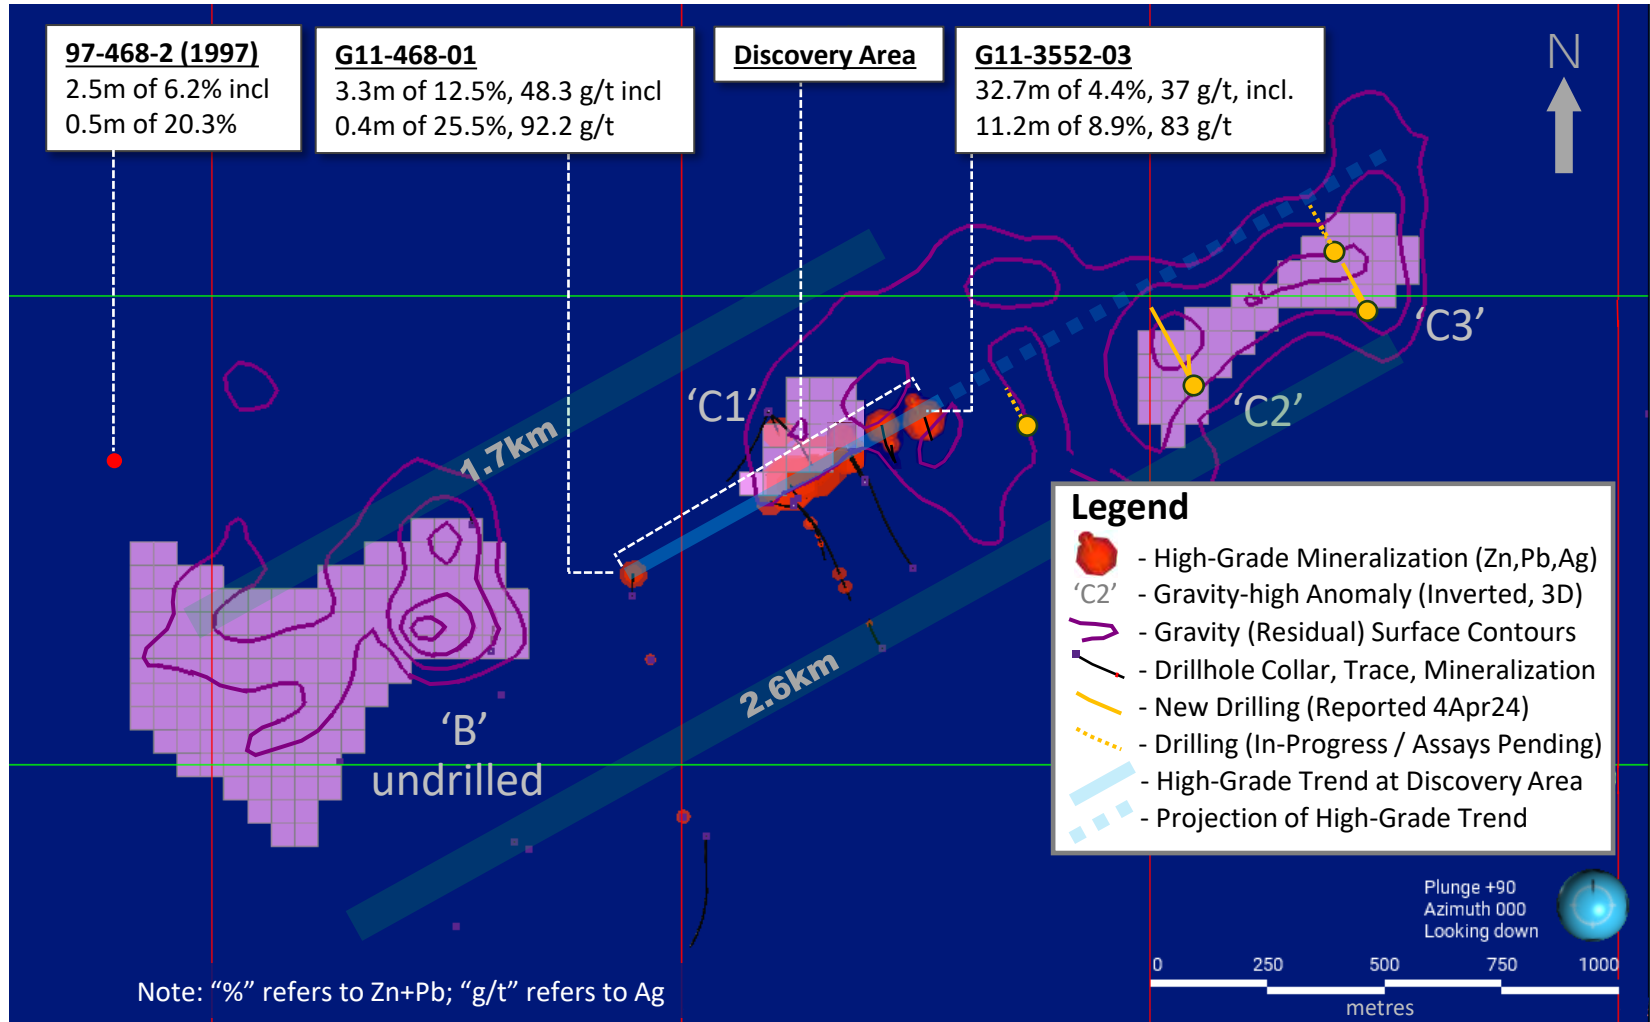 97-468-2 (1997)
2.5m of 6.2% incl
0.5m of 20.3%
G11-468-01
3.3m of 12.5%, 48.3 g/t incl
0.4m of 25.5%, 92.2 g/t
Discovery Area
G11-3552-03
32.7m of 4.4%, 37 g/t, incl.
11.2m of 8.9%, 83 g/t
N
‘C3’
‘C1’
‘C2’
1.7km
2.6km
‘B’
undrilled
Legend
- High-Grade Mineralization (Zn,Pb,Ag)
‘C2’ - Gravity-high Anomaly (Inverted, 3D)
- Gravity (Residual) Surface Contours
- Drillhole Collar, Trace, Mineralization
- New Drilling (Reported 4Apr24)
- Drilling (In-Progress / Assays Pending)
- High-Grade Trend at Discovery Area
- Projection of High-Grade Trend
Plunge +90
Azimuth 000
Looking down
0 250 500 750 1000
metres
Note: “%” refers to Zn+Pb; “g/t” refers to Ag